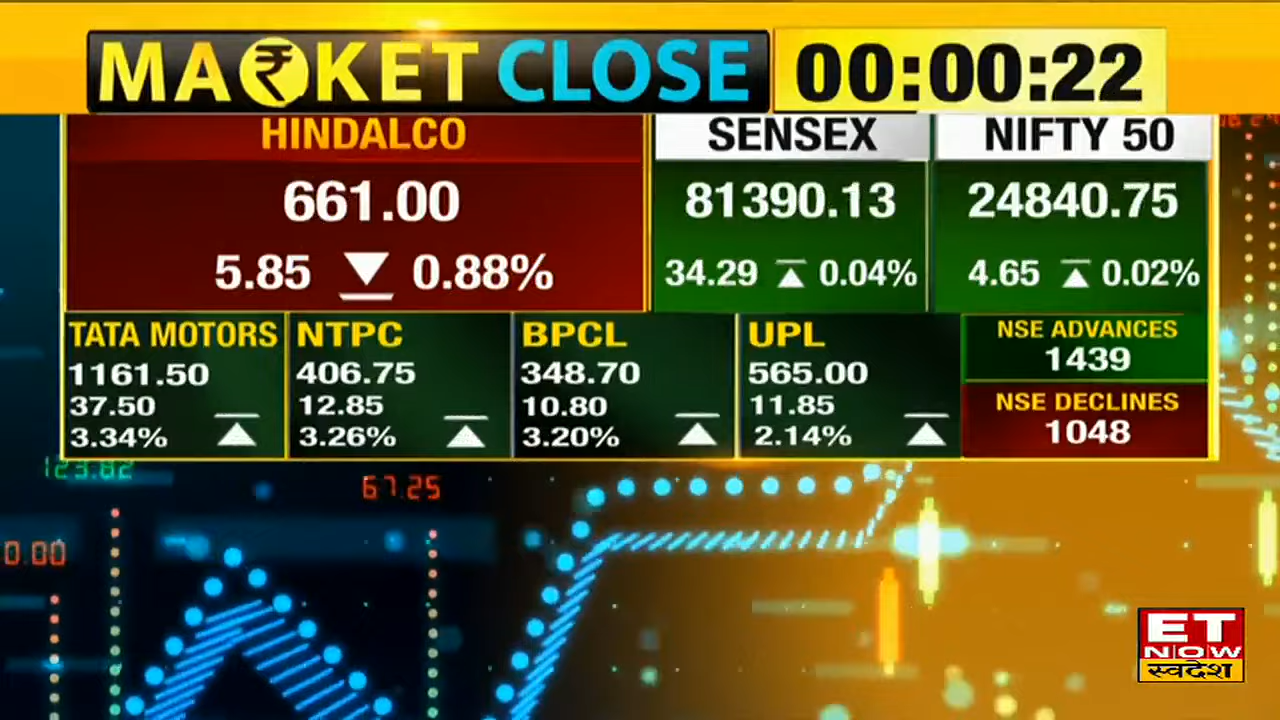 MA₹KET CLOSE 00:00:22
HINDALCO
661.00
5.85 0.88%
SENSEX
81390.13
34.29 0.04%
NIFTY 50
24840.75
4.65 0.02%
TATA MOTORS
1161.50
37.50
3.34%
NTPC
406.75
12.85
3.26%
BPCL
348.70
10.80
3.20%
UPL
565.00
11.85
2.14%
NSE ADVANCES
1439
NSE DECLINES
1048
123.82
67.25
0.00
ET
NOW
स्वदेश